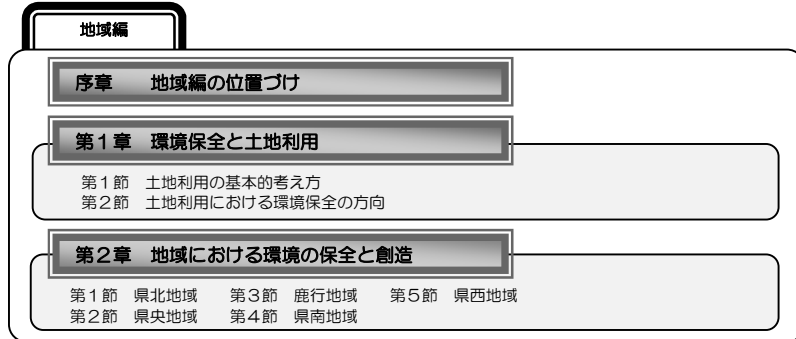 地域編
序章　地域編の位置づけ
第１章　環境保全と土地利用
第１節　土地利用の基本的考え方
第２節　土地利用における環境保全の方向
第２章　地域における環境の保全と創造
第１節　県北地域　　第３節　鹿行地域　　第５節　県西地域
第２節　県央地域　　第４節　県南地域